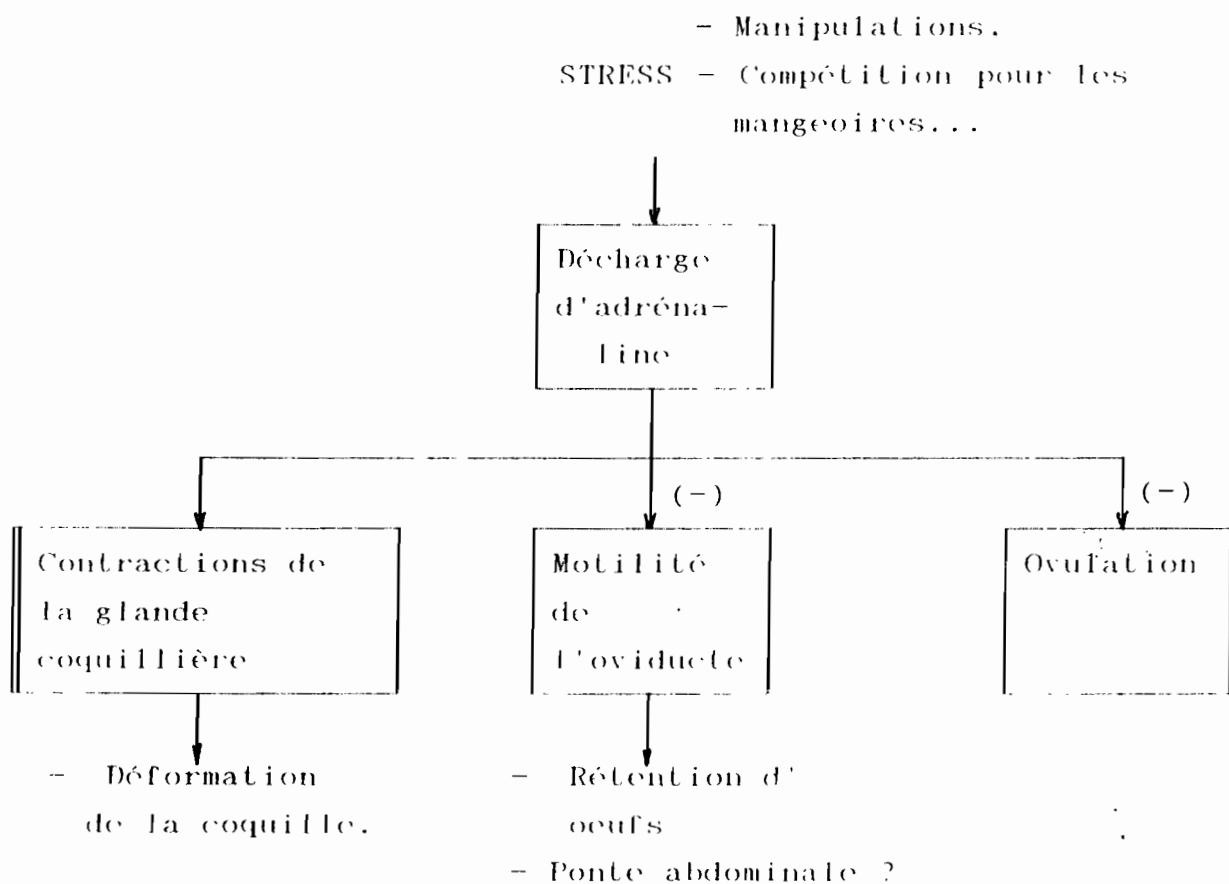 - Manipulations.
STRESS - Compétition pour les
mangeoires...
Décharge
d'adréna-
line
(-)
(-)
Contractions de
la glande
coquillière
Motilité
de
l'oviducte
Ovulation
- Déformation
de la coquille.
- Rétention d'
oeufs
- Ponte abdominale ?